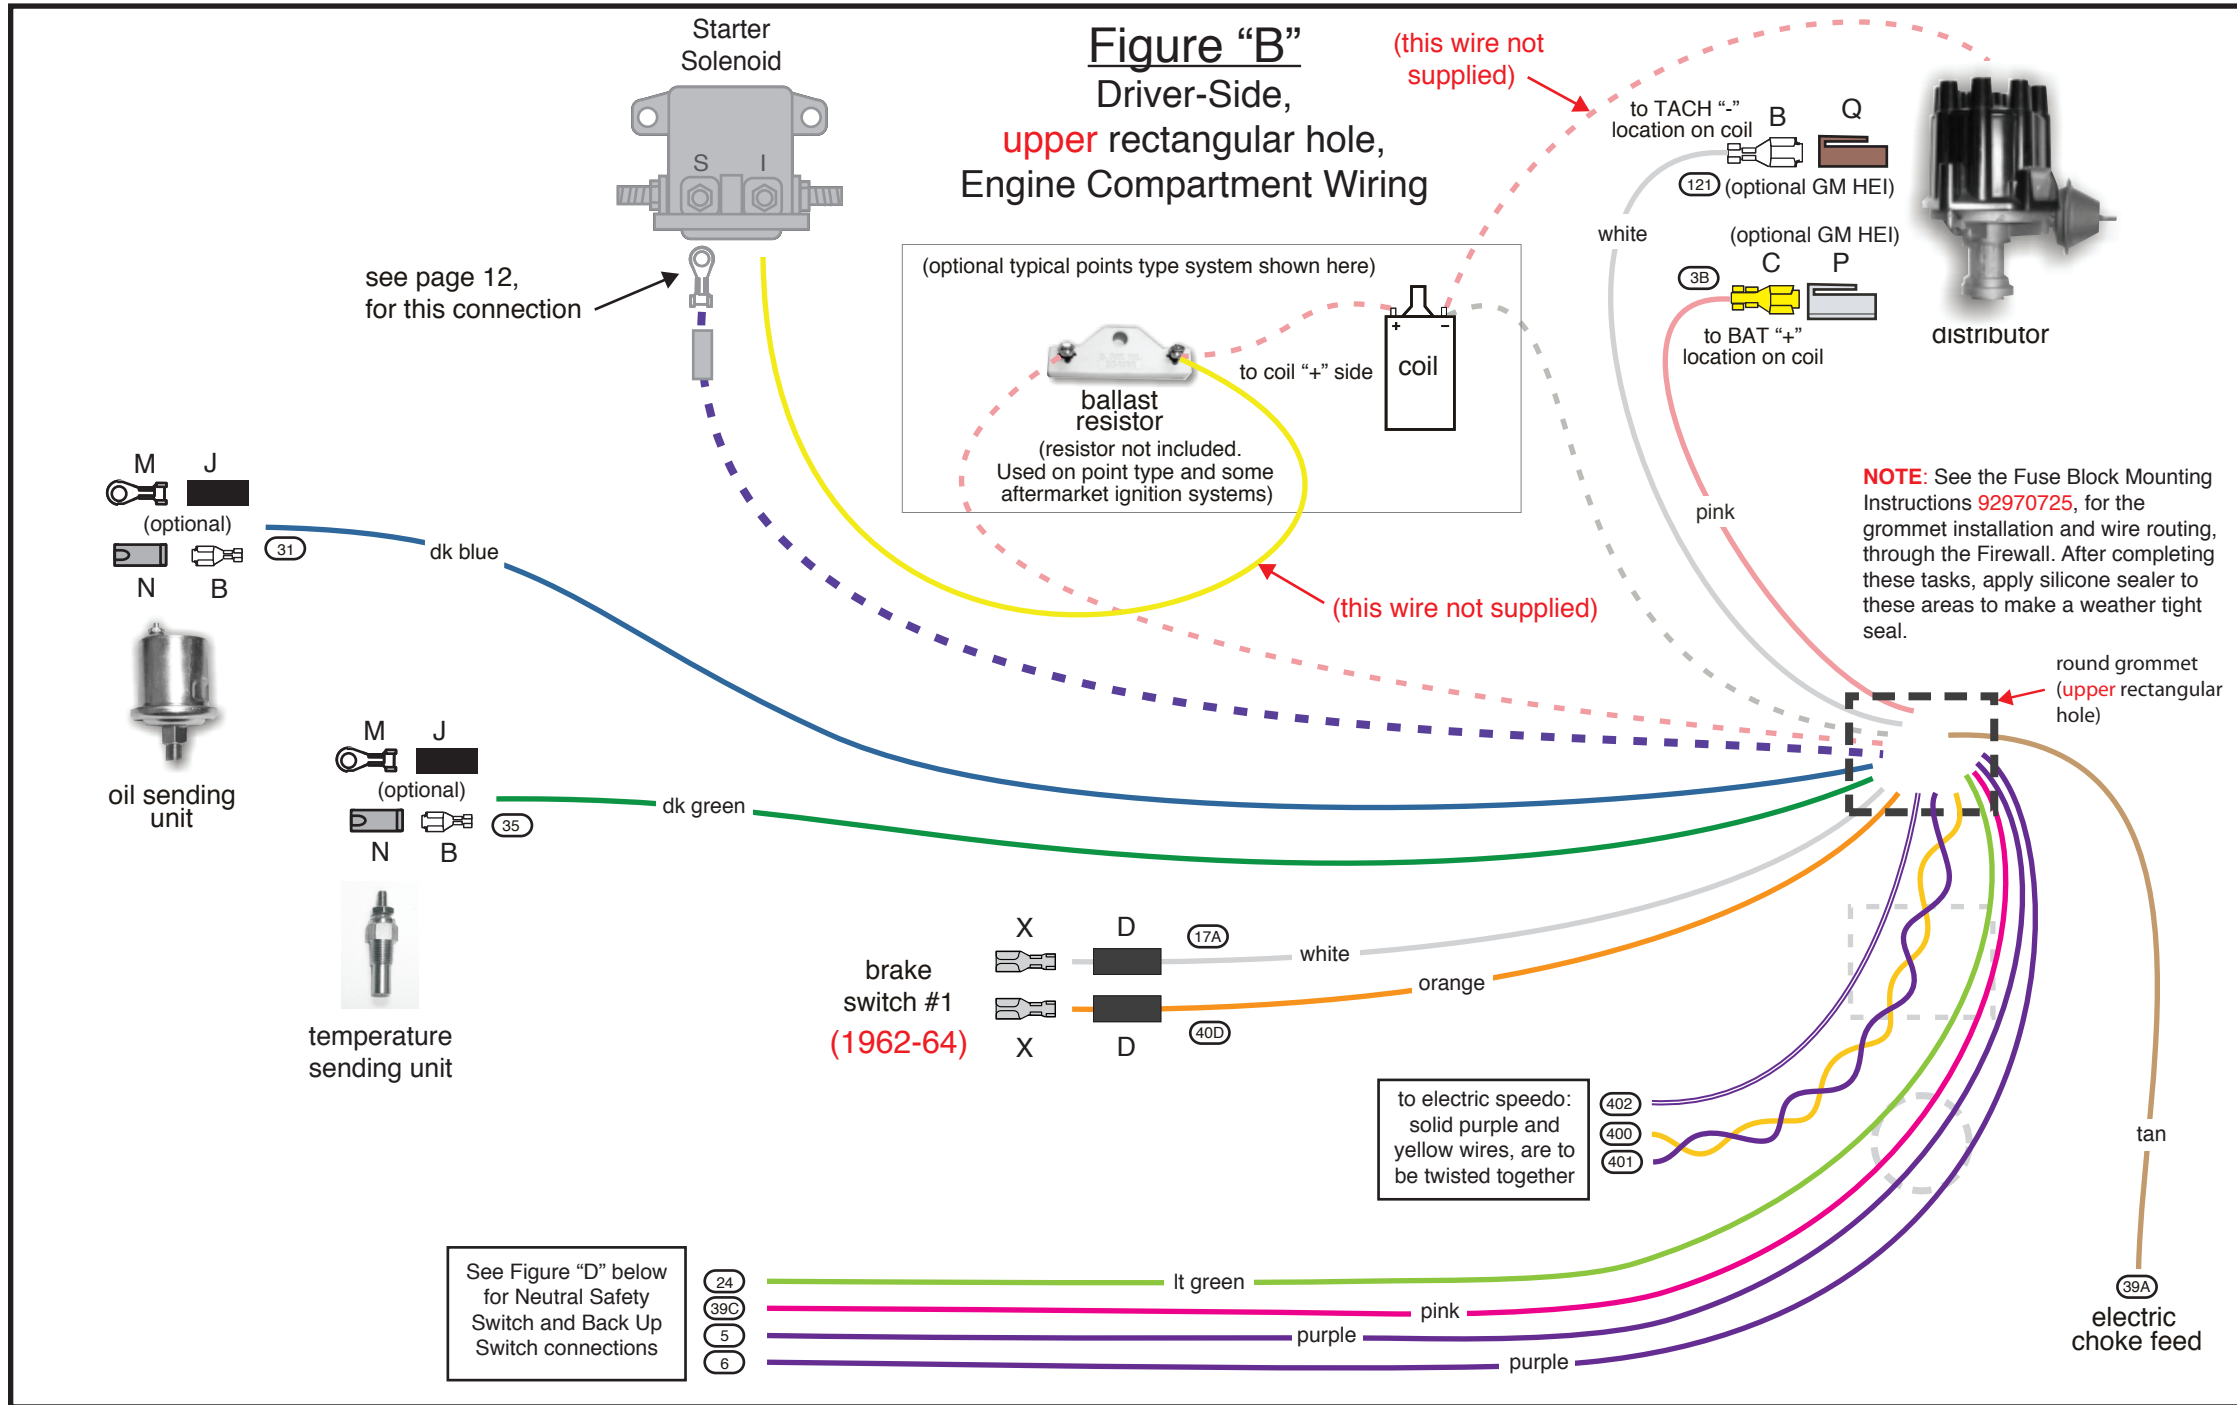 Starter
Solenoid
S I
Figure “B”
Driver-Side,
upper rectangular hole,
Engine Compartment Wiring
(this wire not
supplied)
to TACH “-”
location on coil
B Q
121 (optional GM HEI)
white
(optional GM HEI)
3B C P
to BAT “+”
location on coil
distributor
see page 12,
for this connection
(optional typical points type system shown here)
+ –
coil
to coil “+” side
ballast
resistor
(resistor not included.
Used on point type and some
aftermarket ignition systems)
(this wire not supplied)
pink
NOTE: See the Fuse Block Mounting
Instructions 92970725, for the
grommet installation and wire routing,
through the Firewall. After completing
these tasks, apply silicone sealer to
these areas to make a weather tight
seal.
round grommet
(upper rectangular
hole)
M J
(optional)
31
N B
dk blue
oil sending
unit
M J
(optional)
35
N B
dk green
temperature
sending unit
brake
switch #1
(1962-64)
X D 17A
white
X D 40D
orange
to electric speedo:
solid purple and
yellow wires, are to
be twisted together
402
400
401
tan
39A
electric
choke feed
See Figure “D” below
for Neutral Safety
Switch and Back Up
Switch connections
24
39C
5
6
lt green
pink
purple
purple